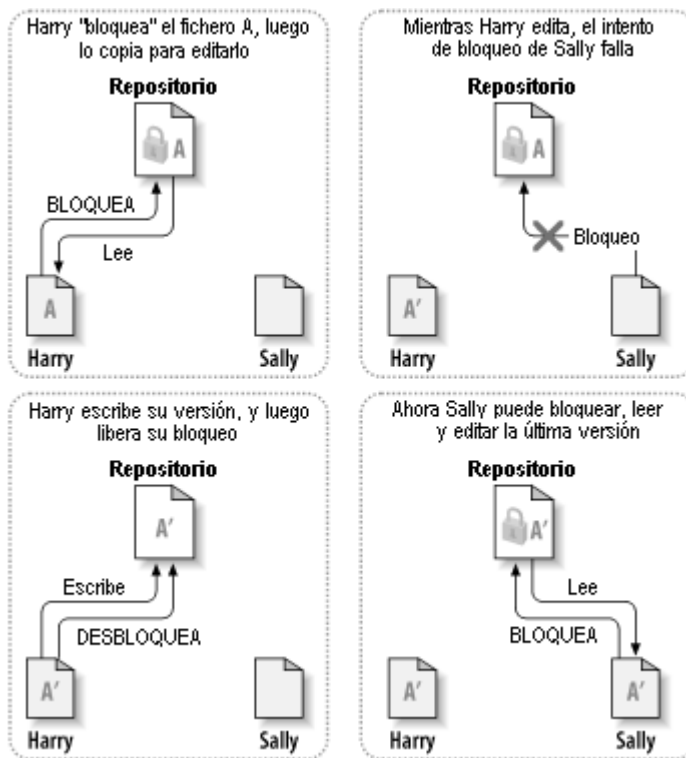 Harry "bloquea" el fichero A, luego
lo copia para editarlo
Repositorio
A
BLOQUEA
Lee
A
Harry
Sally
Mientras Harry edita, el intento
de bloqueo de Sally falla
Repositorio
A
Bloqueo
A'
Harry
Sally
Harry escribe su versión, y luego
libera su bloqueo
Repositorio
A'
Escribe
DESBLOQUEA
A'
Harry
Sally
Ahora Sally puede bloquear, leer
y editar la última versión
Repositorio
A'
Lee
BLOQUEA
A'
A'
Harry
Sally